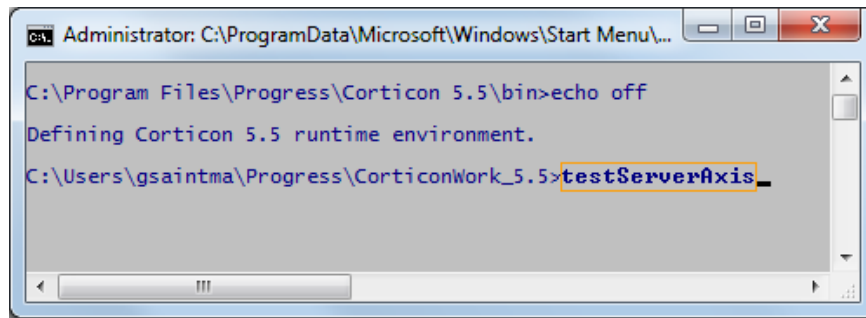 Administrator: C:\ProgramData\Microsoft\Windows\Start Menu\...
C:\Program Files\Progress\Corticon 5.5\bin>echo off
Defining Corticon 5.5 runtime environment.
C:\Users\gsaintma\Progress\CorticonWork_5.5>testServerAxis